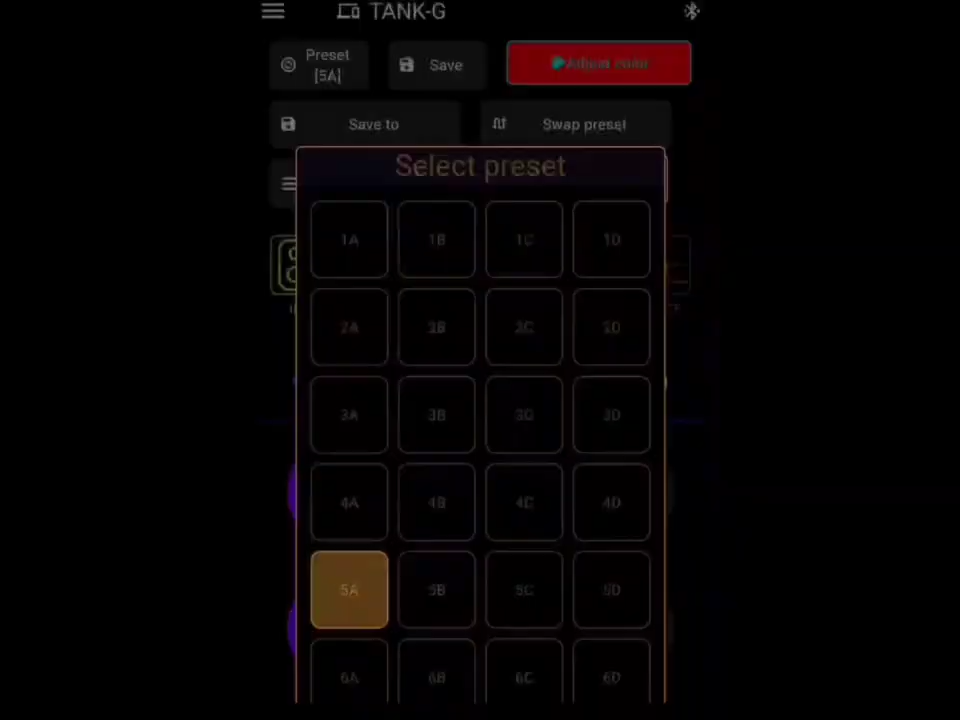 TANK-G
Preset
[5A]
Save
Save to
Swap preset
Select preset
1A 1B 1C 1D
2A 2B 2C 2D
3A 3B 3C 3D
4A 4B 4C 4D
5A 5B 5C 5D
6A 6B 6C 6D